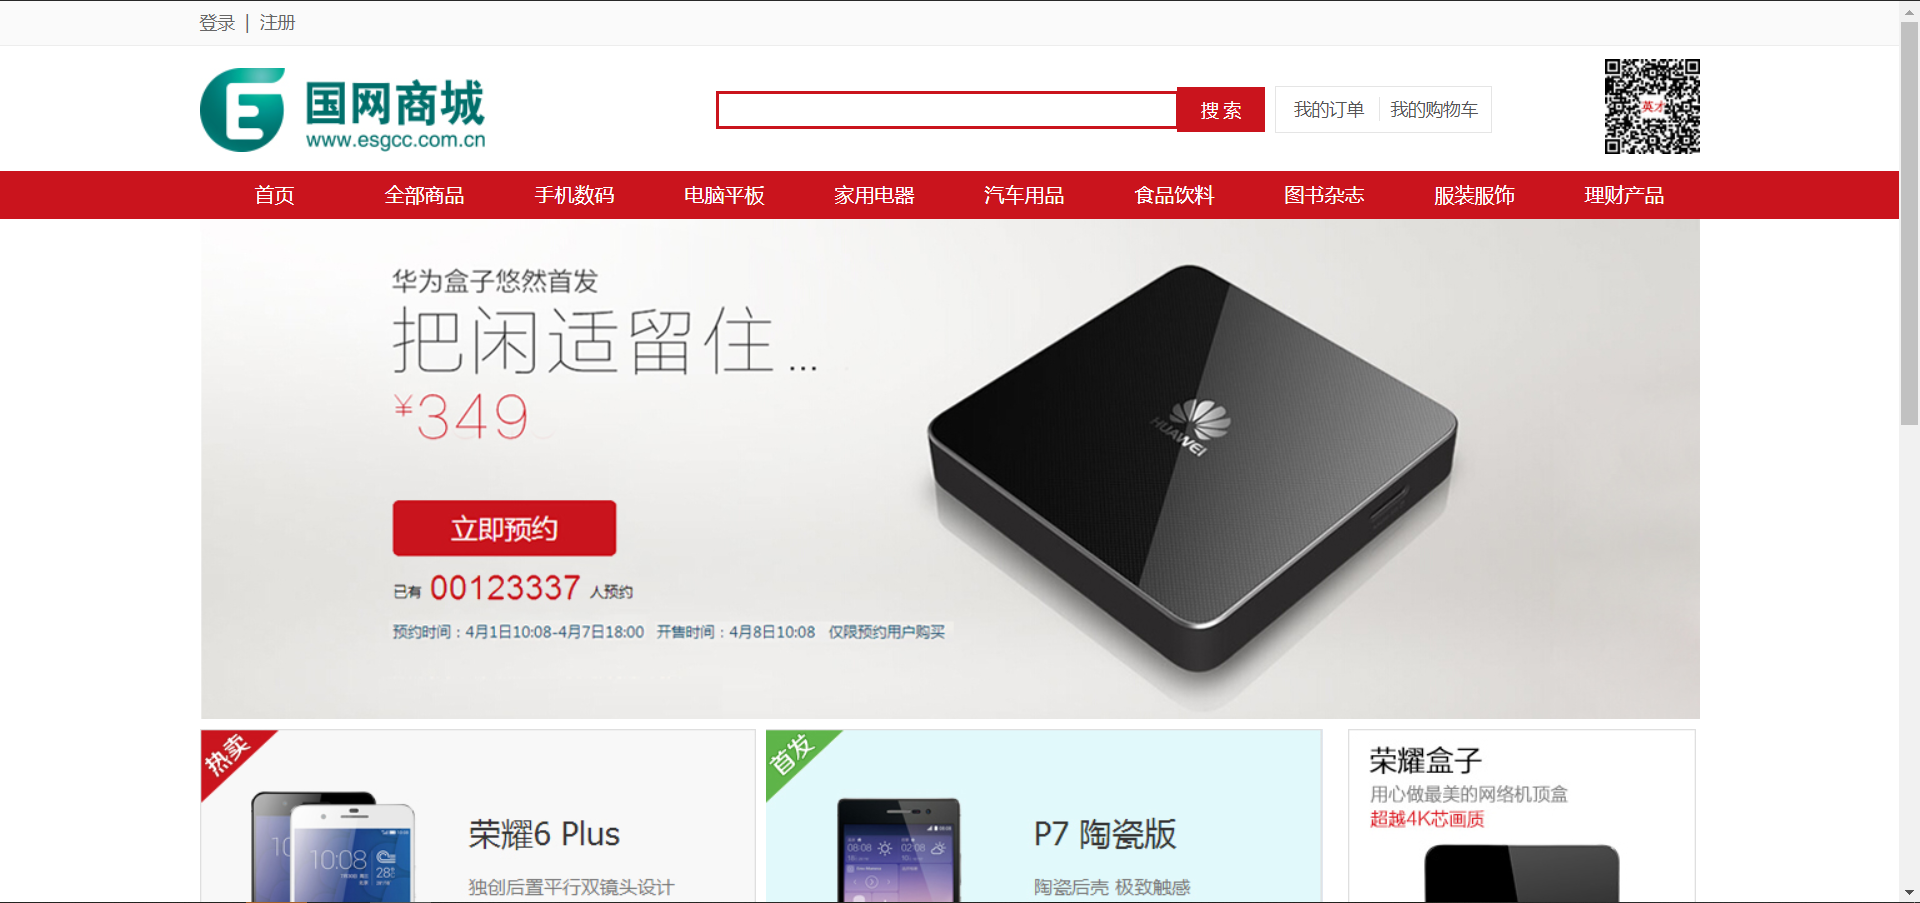 登录 | 注册
国网商城
www.esgcc.com.cn
搜 索
我的订单 我的购物车
英才
首页 全部商品 手机数码 电脑平板 家用电器 汽车用品 食品饮料 图书杂志 服装服饰 理财产品
华为盒子悠然首发
把闲适留住...
¥349
HUAWEI
立即预约
已有 00123337 人预约
预约时间：4月1日10:08-4月7日18:00 开售时间：4月8日10:08 仅限预约用户购买
热卖
荣耀6 Plus
独创后置平行双镜头设计
10:08
28°
首发
P7 陶瓷版
陶瓷后壳 极致触感
08:08 02:08
荣耀盒子
用心做最美的网络机顶盒
超越4K芯画质